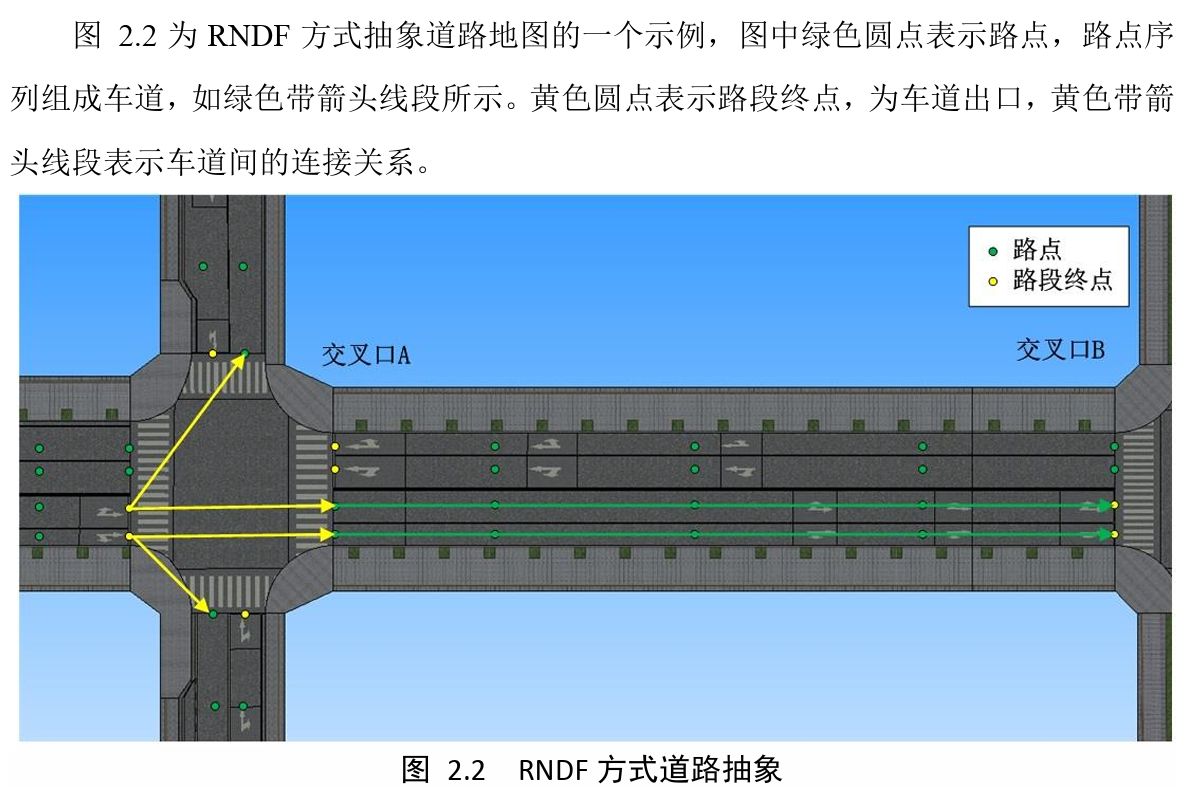 图 2.2 为 RNDF 方式抽象道路地图的一个示例，图中绿色圆点表示路点，路点序
列组成车道，如绿色带箭头线段所示。黄色圆点表示路段终点，为车道出口，黄色带箭
头线段表示车道间的连接关系。
路点
路段终点
交叉口A
交叉口B
图 2.2 RNDF 方式道路抽象